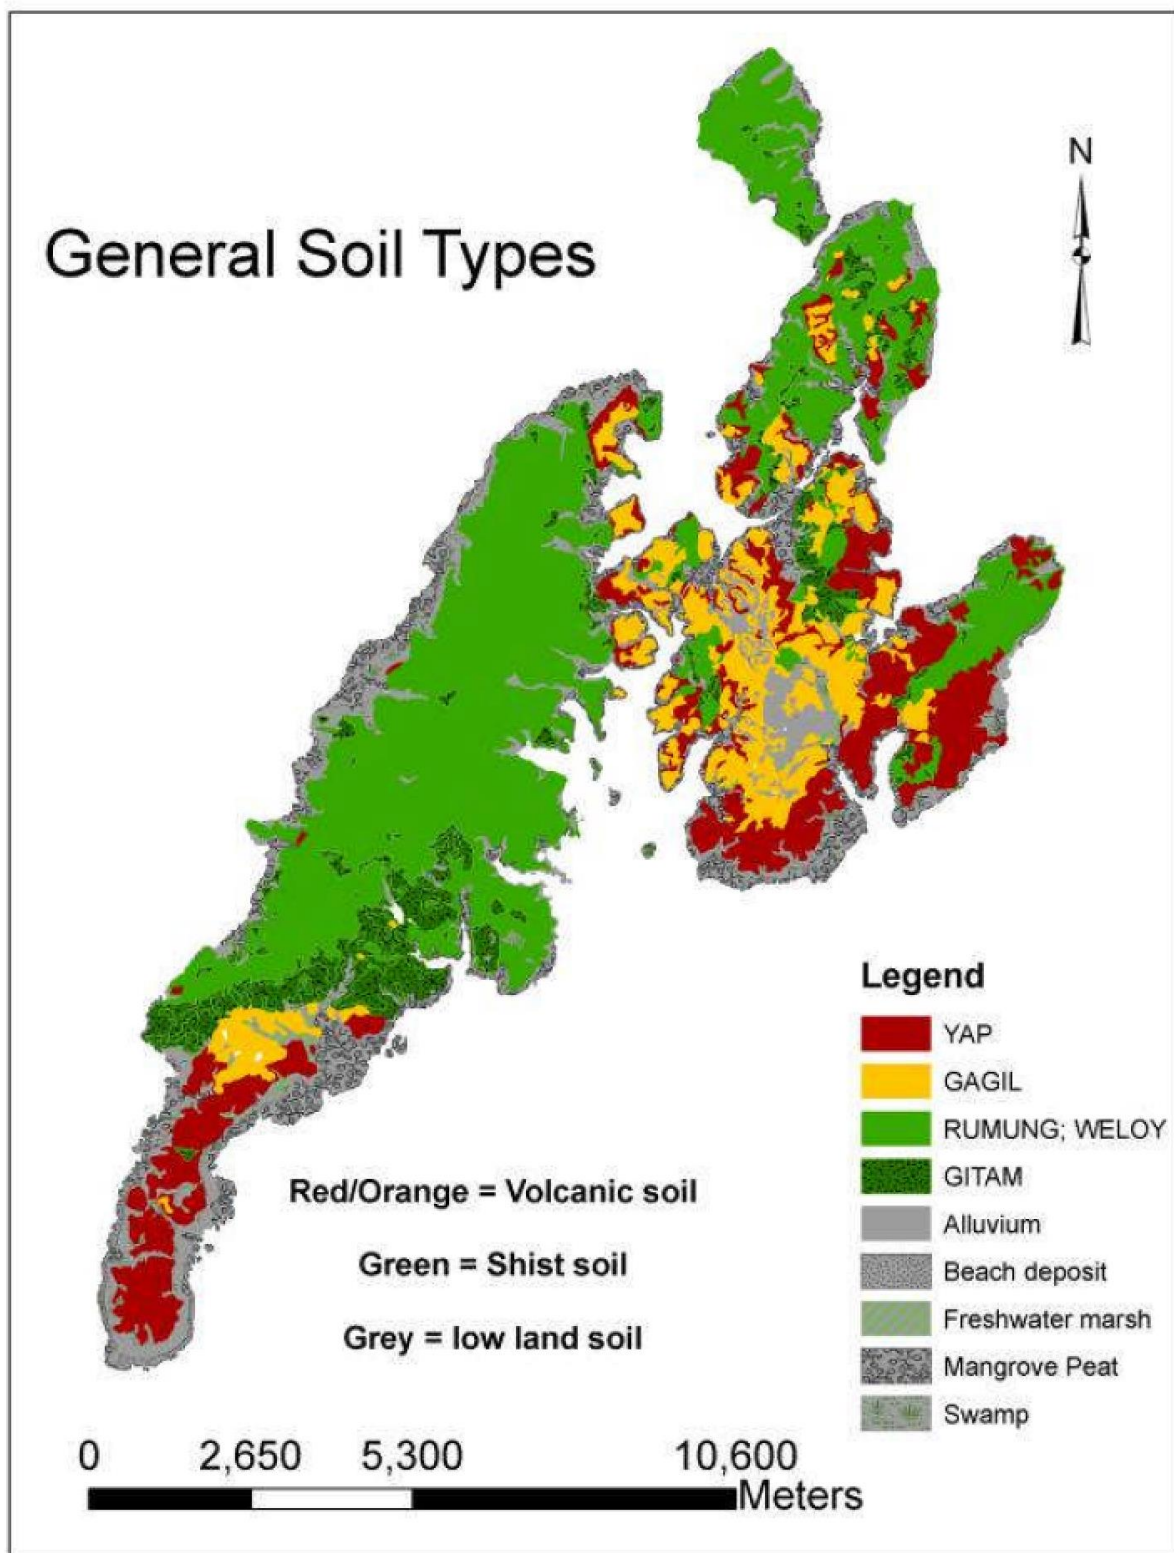 N
General Soil Types
Legend
YAP
GAGIL
RUMUNG; WELOY
GITAM
Alluvium
Beach deposit
Freshwater marsh
Mangrove Peat
Swamp
Red/Orange = Volcanic soil
Green = Shist soil
Grey = low land soil
0 2,650 5,300 10,600
Meters